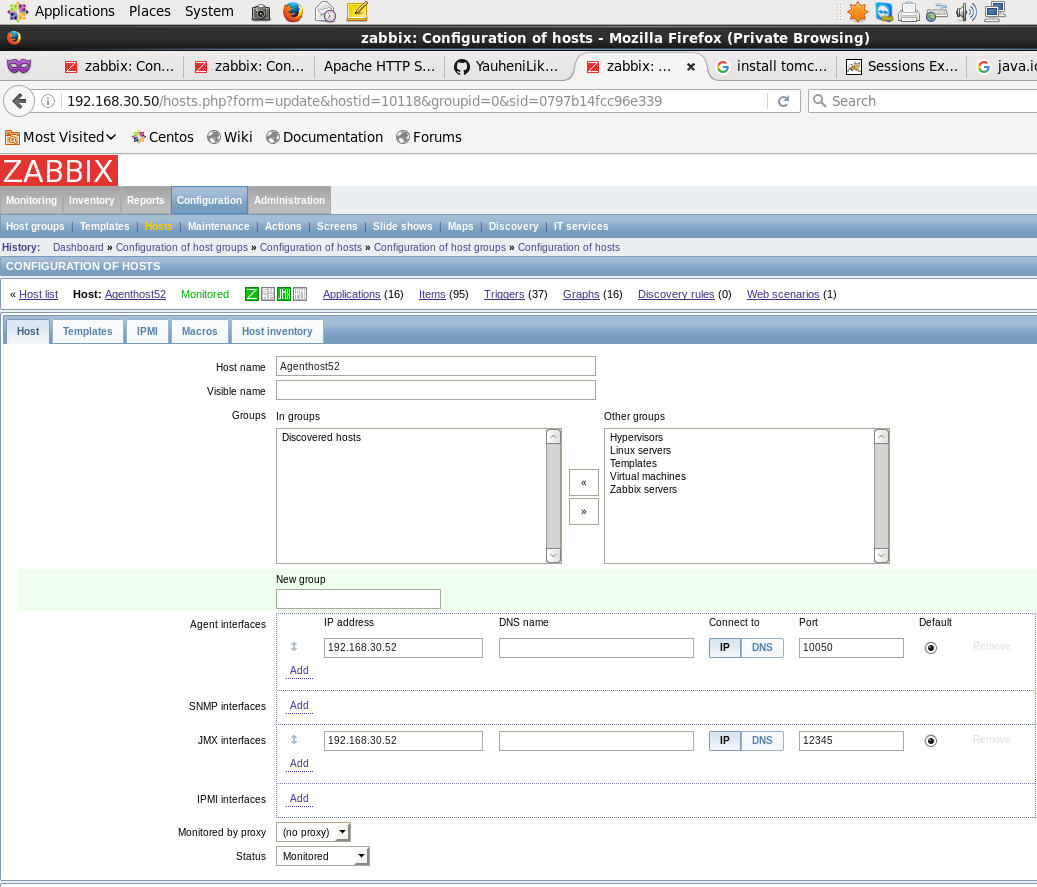 Applications Places System
zabbix: Configuration of hosts - Mozilla Firefox (Private Browsing)
zabbix: Con... zabbix: Con... Apache HTTP S... YauheniLik... zabbix: ... × install tomc... Sessions Ex... java.io
192.168.30.50/hosts.php?form=update&hostid=10118&groupid=0&sid=0797b14fcc96e339 Search
Most Visited Centos Wiki Documentation Forums
ZABBIX
Monitoring Inventory Reports Configuration Administration
Host groups | Templates | Hosts | Maintenance | Actions | Screens | Slide shows | Maps | Discovery | IT services
History: Dashboard » Configuration of host groups » Configuration of hosts » Configuration of host groups » Configuration of hosts
CONFIGURATION OF HOSTS
« Host list Host: Agenthost52 Monitored Z JMX Applications (16) Items (95) Triggers (37) Graphs (16) Discovery rules (0) Web scenarios (1)
Host Templates IPMI Macros Host inventory
Host name Agenthost52
Visible name
Groups In groups Other groups
Discovered hosts Hypervisors
Linux servers
Templates
Virtual machines
Zabbix servers
«
»
New group
Agent interfaces IP address DNS name Connect to Port Default
192.168.30.52 IP DNS 10050 Remove
Add
SNMP interfaces Add
JMX interfaces 192.168.30.52 IP DNS 12345 Remove
Add
IPMI interfaces Add
Monitored by proxy (no proxy)
Status Monitored